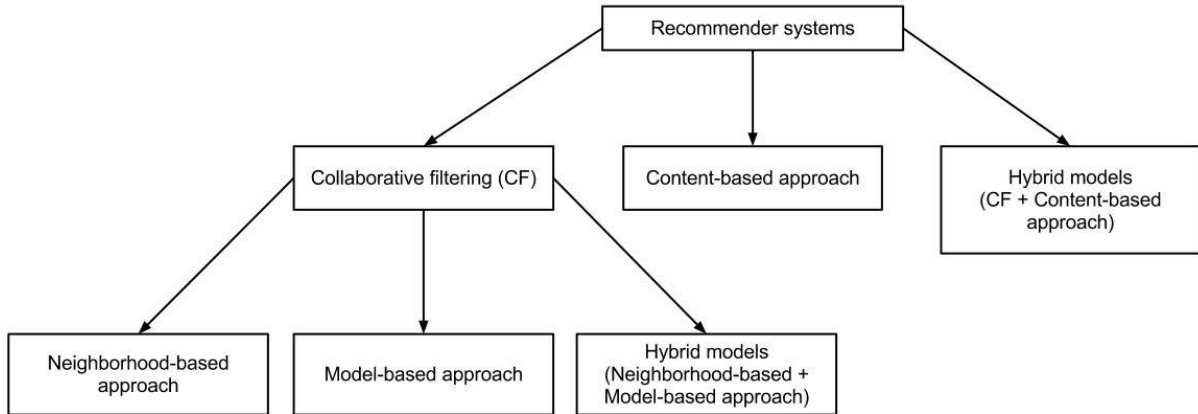 Recommender systems
Collaborative filtering (CF)
Content-based approach
Hybrid models
(CF + Content-based
approach)
Neighborhood-based
approach
Model-based approach
Hybrid models
(Neighborhood-based +
Model-based approach)